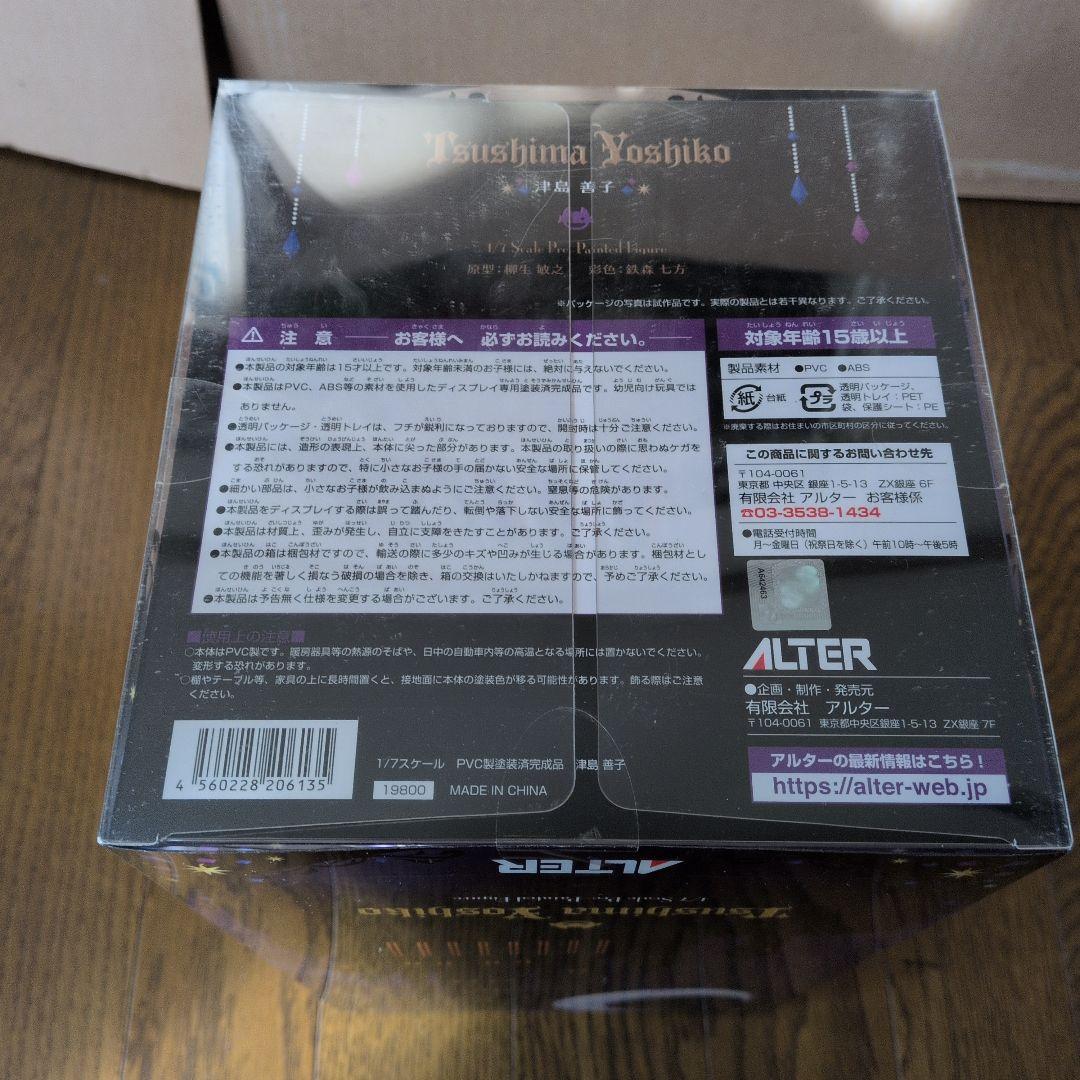 Tsushima Yoshiko
津島 善子
1/7 Scale Pre-Painted Figure
原型：柳生 敏之　彩色：鉄森 七方
※パッケージの写真は試作品です。実際の製品とは若干異なります。ご了承ください。
注 意 お客様へ 必ずお読みください。
●本製品の対象年齢は15才以上です。対象年齢未満のお子様には、絶対に与えないでください。
●本製品はPVC、ABS等の素材を使用したディスプレイ専用塗装済完成品です。幼児向け玩具では
ありません。
●透明パッケージ・透明トレイは、フチが鋭利になっておりますので、開封時は十分ご注意ください。
●本製品には、造形の表現上、本体に尖った部分があります。本製品の取り扱いの際に思わぬケガを
する恐れがありますので、特に小さなお子様の手の届かない安全な場所に保管してください。
●細かい部品は、小さなお子様が飲み込まぬようにご注意ください。窒息等の危険があります。
●本製品をディスプレイする際は誤って踏んだり、転倒や落下しない安全な場所に飾ってください。
●本製品は材質上、歪みが発生し、自立に支障をきたすことがあります。ご了承ください。
●本製品の箱は梱包材ですので、輸送の際に多少のキズや凹みが生じる場合があります。梱包材とし
ての機能を著しく損なう破損の場合を除き、箱の交換はいたしかねますので、予めご了承ください。
●本製品は予告無く仕様を変更する場合がございます。ご了承ください。
■使用上の注意■
○本体はPVC製です。暖房器具等の熱源のそばや、日中の自動車内等の高温となる場所には置かないでください。
変形する恐れがあります。
○棚やテーブル等、家具の上に長時間置くと、接地面に本体の塗装色が移る可能性があります。飾る際はご注意
ください。
4 560228 206135
1/7スケール　PVC製塗装済完成品　津島 善子
19800 MADE IN CHINA
対象年齢15歳以上
製品素材 ●PVC ●ABS
紙 台紙 プラ 透明パッケージ、
透明トレイ：PET
袋、保護シート：PE
※廃棄する際はお住まいの市区町村の区分に従ってください。
この商品に関するお問い合わせ先
〒104-0061
東京都 中央区 銀座1-5-13 ZX銀座 6F
有限会社 アルター お客様係
☎03-3538-1434
●電話受付時間
月〜金曜日（祝祭日を除く）午前10時〜午後5時
A642463
ALTER
●企画・制作・発売元
有限会社 アルター
〒104-0061 東京都中央区銀座1-5-13 ZX銀座 7F
アルターの最新情報はこちら！
https://alter-web.jp
ALTER
1/7 Scale Pre-Painted Figure
Tsushima Yoshiko